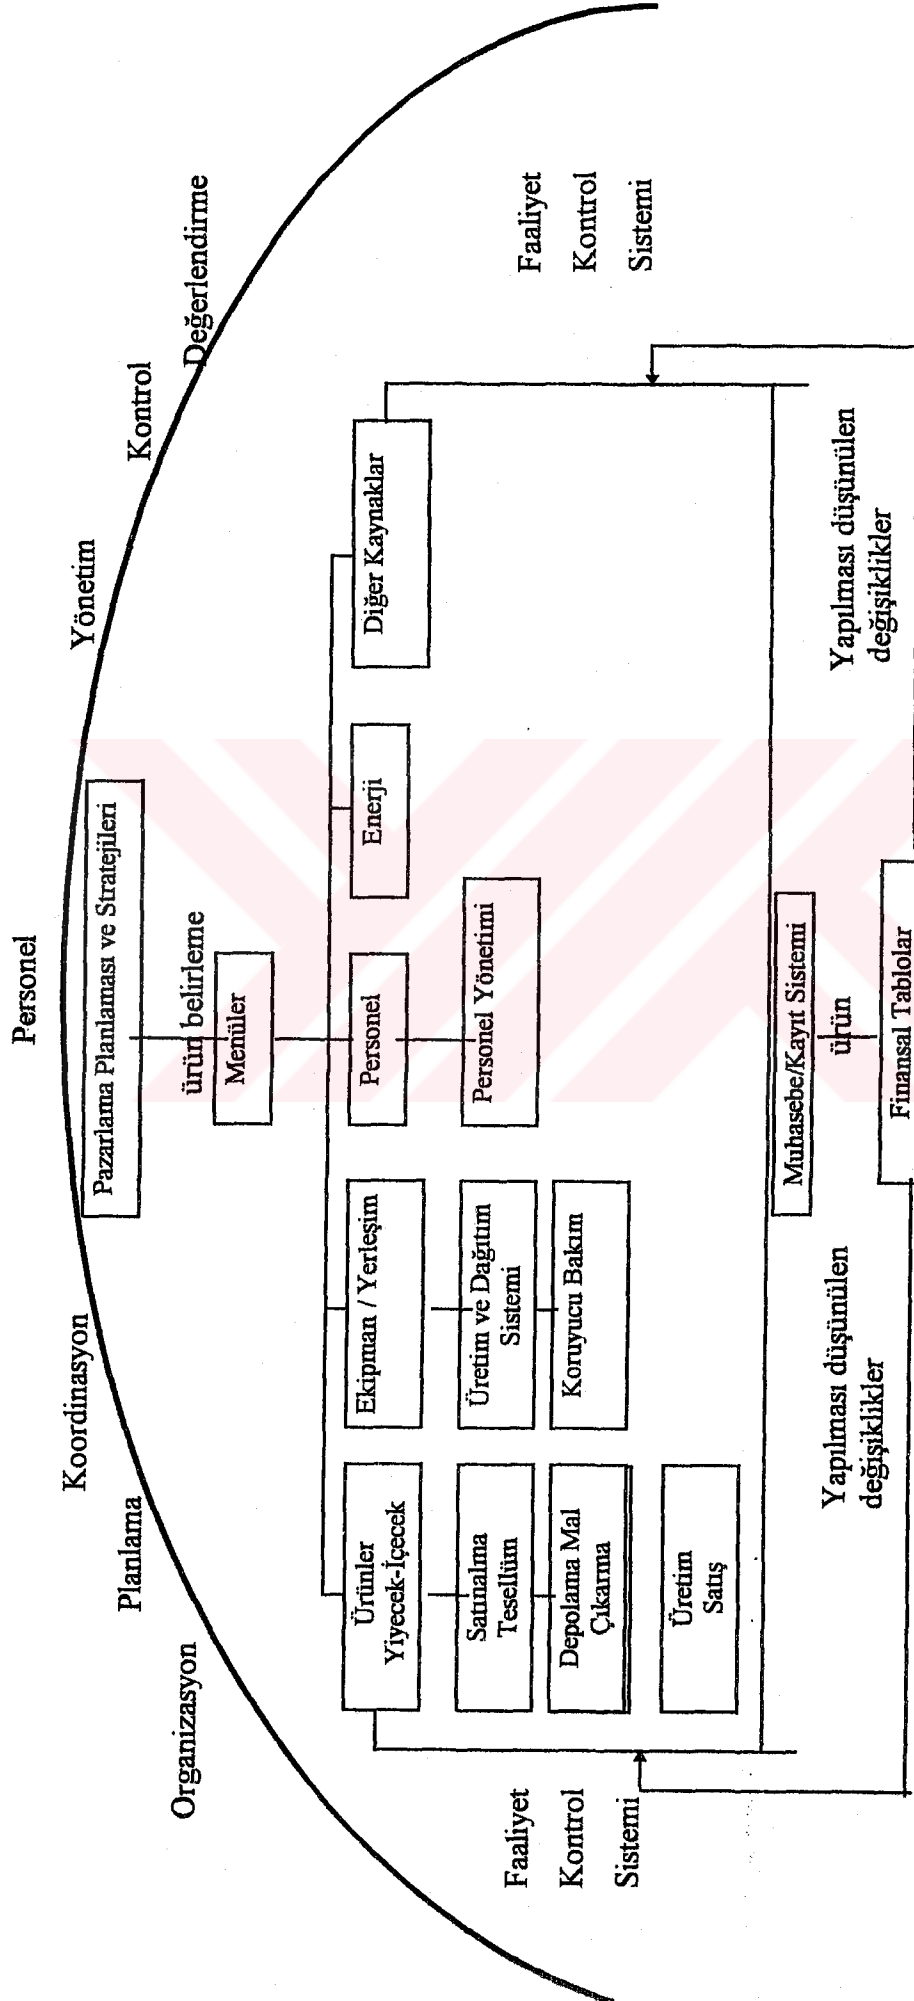 Personel
Yönetim
Koordinasyon
Kontrol
Planlama
Değerlendirme
Organizasyon
Pazarlama Planlaması ve Stratejileri
ürün belirleme
Menüler
Ürünler
Yiyecek-İçecek
Ekipman / Yerleşim
Personel
Enerji
Diğer Kaynaklar
Satınalma
Tesellüm
Üretim ve Dağıtım
Sistemi
Personel Yönetimi
Depolama Mal
Çıkarma
Koruyucu Bakım
Üretim
Satış
Faaliyet
Kontrol
Sistemi
Faaliyet
Kontrol
Sistemi
Muhasebe/Kayıt Sistemi
ürün
Yapılması düşünülen
değişiklikler
Yapılması düşünülen
değişiklikler
Finansal Tablolar